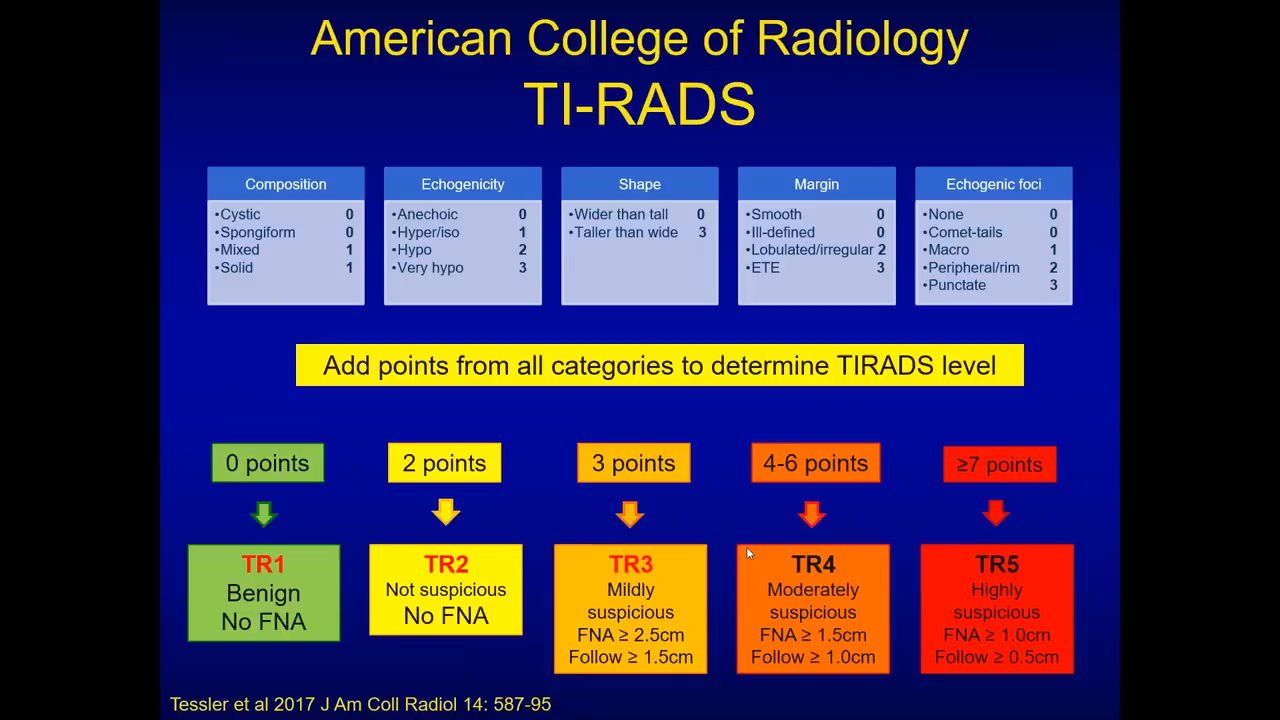 American College of Radiology
TI-RADS
Composition
•Cystic 0
•Spongiform 0
•Mixed 1
•Solid 1
Echogenicity
•Anechoic 0
•Hyper/iso 1
•Hypo 2
•Very hypo 3
Shape
•Wider than tall 0
•Taller than wide 3
Margin
•Smooth 0
•Ill-defined 0
•Lobulated/irregular 2
•ETE 3
Echogenic foci
•None 0
•Comet-tails 0
•Macro 1
•Peripheral/rim 2
•Punctate 3
Add points from all categories to determine TIRADS level
0 points
2 points
3 points
4-6 points
≥7 points
TR1
Benign
No FNA
TR2
Not suspicious
No FNA
TR3
Mildly
suspicious
FNA ≥ 2.5cm
Follow ≥ 1.5cm
TR4
Moderately
suspicious
FNA ≥ 1.5cm
Follow ≥ 1.0cm
TR5
Highly
suspicious
FNA ≥ 1.0cm
Follow ≥ 0.5cm
Tessler et al 2017 J Am Coll Radiol 14: 587-95